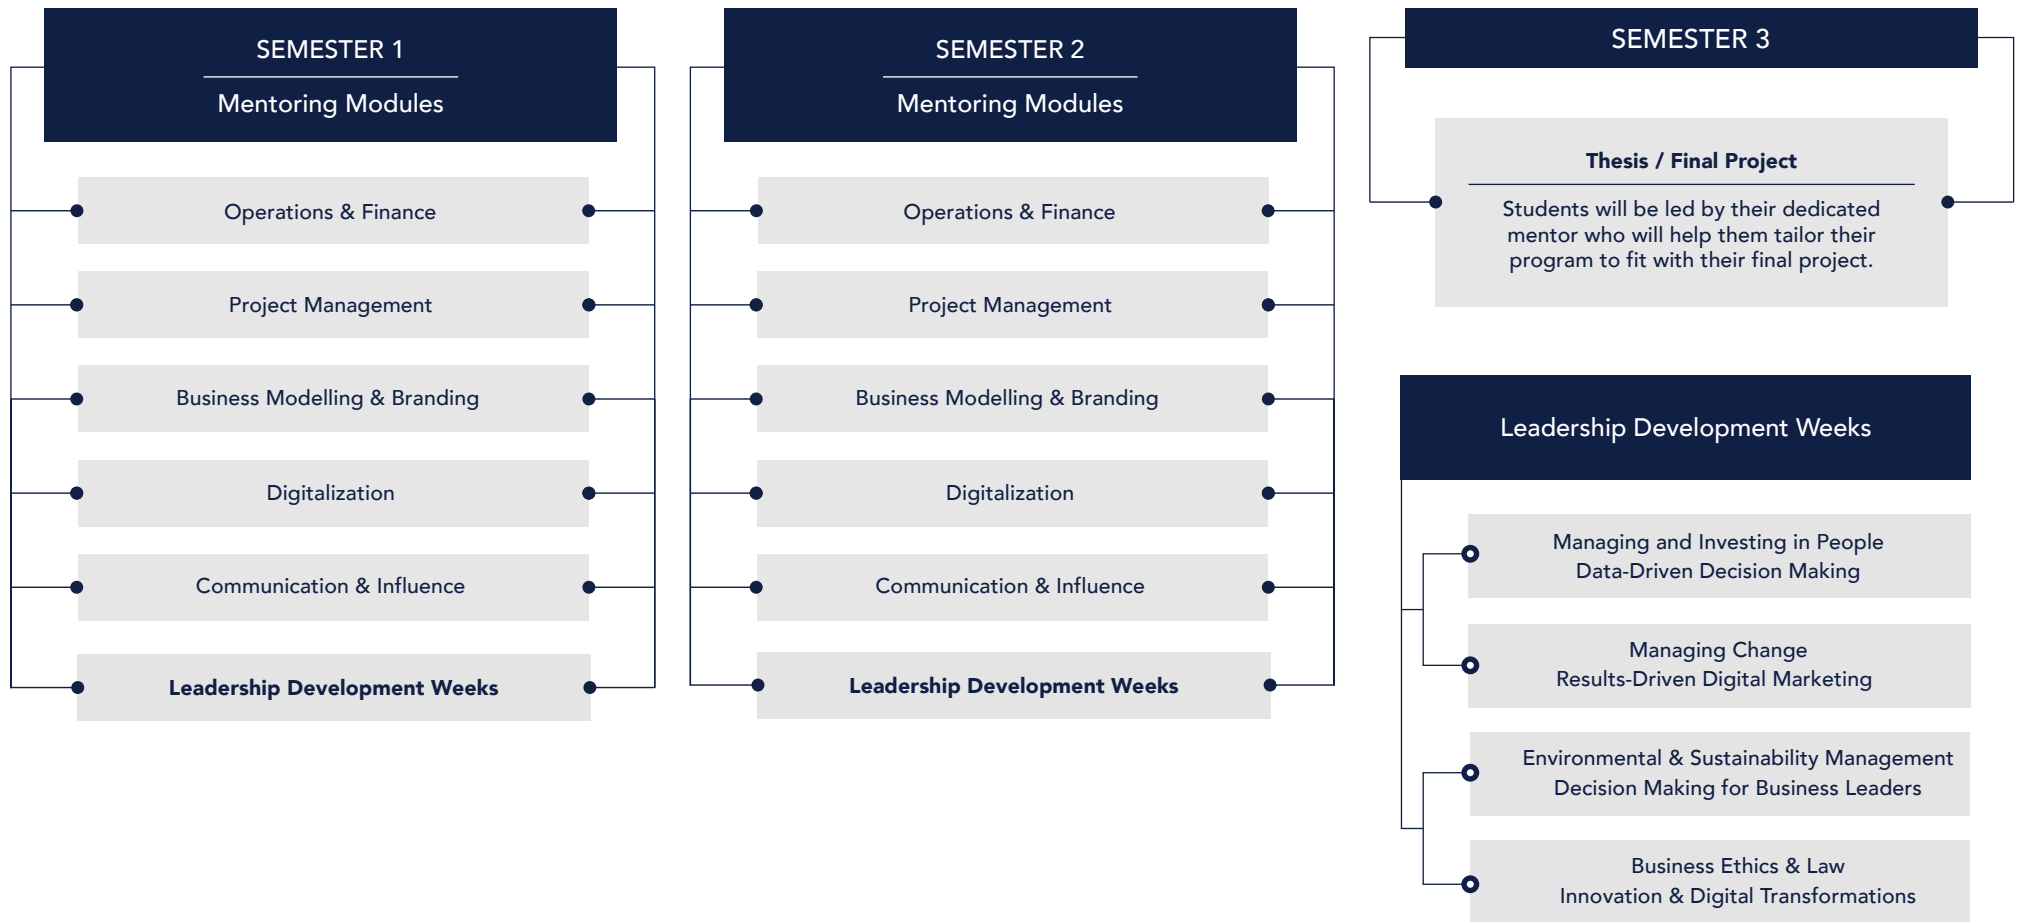 SEMESTER 1
Mentoring Modules
Operations & Finance
Project Management
Business Modelling & Branding
Digitalization
Communication & Influence
Leadership Development Weeks
SEMESTER 2
Mentoring Modules
Operations & Finance
Project Management
Business Modelling & Branding
Digitalization
Communication & Influence
Leadership Development Weeks
SEMESTER 3
Thesis / Final Project
Students will be led by their dedicated
mentor who will help them tailor their
program to fit with their final project.
Leadership Development Weeks
Managing and Investing in People
Data-Driven Decision Making
Managing Change
Results-Driven Digital Marketing
Environmental & Sustainability Management
Decision Making for Business Leaders
Business Ethics & Law
Innovation & Digital Transformations